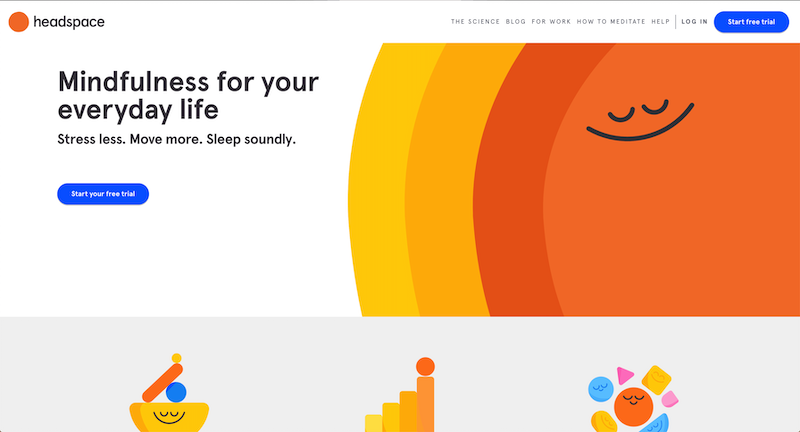 headspace
THE SCIENCE BLOG FOR WORK HOW TO MEDITATE HELP LOG IN Start free trial
Mindfulness for your
everyday life
Stress less. Move more. Sleep soundly.
Start your free trial